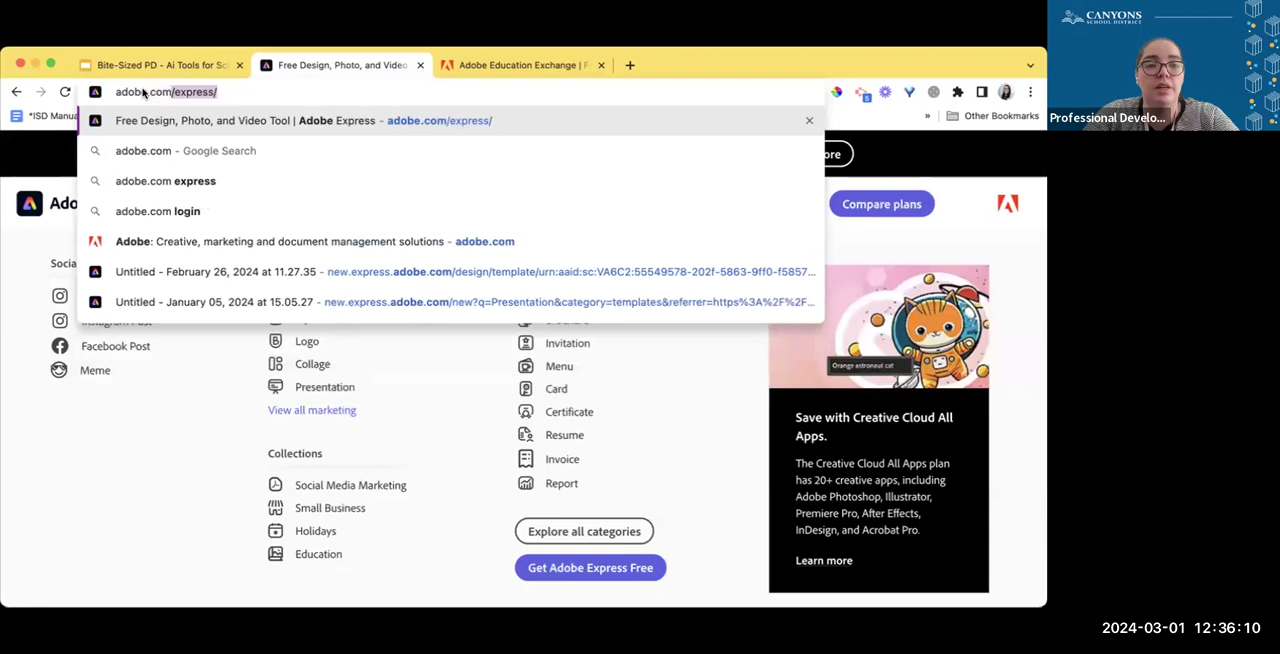 CANYONS
SCHOOL DISTRICT
Professional Develo...
Bite-Sized PD - Ai Tools for Sc
Free Design, Photo, and Video
Adobe Education Exchange | F
adobe.com/express/
*ISD Manua
»
Other Bookmarks
Free Design, Photo, and Video Tool | Adobe Express - adobe.com/express/
adobe.com - Google Search
adobe.com express
adobe.com login
Adobe: Creative, marketing and document management solutions - adobe.com
Untitled - February 26, 2024 at 11.27.35 - new.express.adobe.com/design/template/urn:aaid:sc:VA6C2:55549578-202f-5863-9ff0-f5857...
Untitled - January 05, 2024 at 15.05.27 - new.express.adobe.com/new?q=Presentation&category=templates&referrer=https%3A%2F%2F...
ore
Ado
Compare plans
Socia
Instagram Post
Facebook Post
Meme
Logo
Collage
Presentation
View all marketing
Collections
Social Media Marketing
Small Business
Holidays
Education
Invitation
Menu
Card
Certificate
Resume
Invoice
Report
Explore all categories
Get Adobe Express Free
Orange astronaut cat
Save with Creative Cloud All
Apps.
The Creative Cloud All Apps plan
has 20+ creative apps, including
Adobe Photoshop, Illustrator,
Premiere Pro, After Effects,
InDesign, and Acrobat Pro.
Learn more
2024-03-01 12:36:10